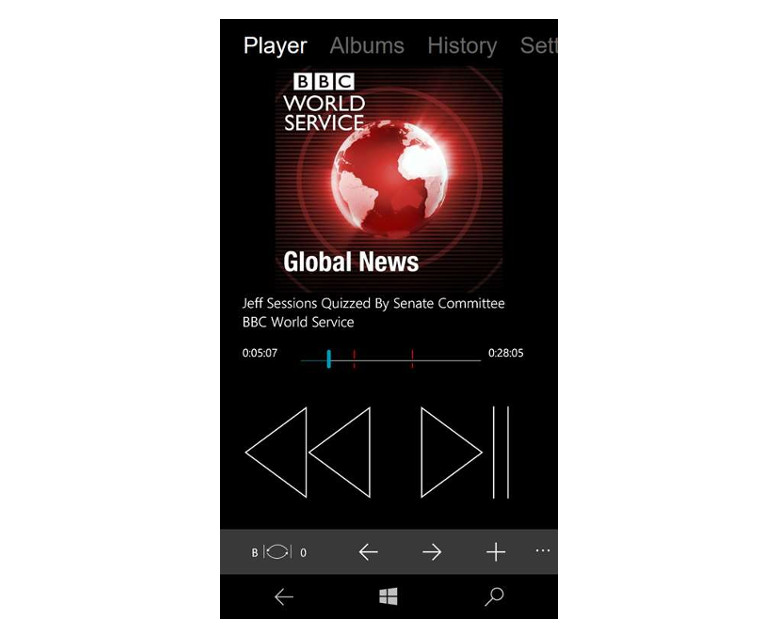 Player Albums History Sett
BBC
WORLD
SERVICE
Global News
Jeff Sessions Quizzed By Senate Committee
BBC World Service
0:05:07 0:28:05
B 0